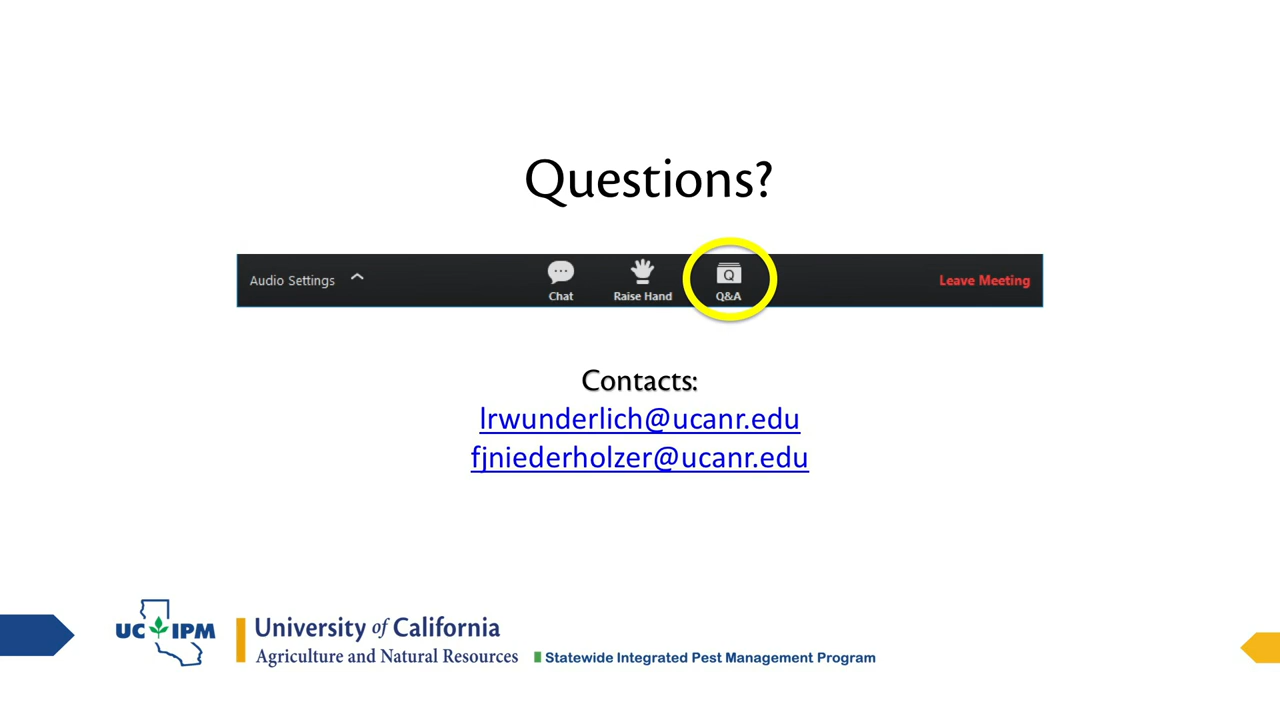 Questions?
Audio Settings
Chat
Raise Hand
Q&A
Leave Meeting
Contacts:
lrwunderlich@ucanr.edu
fjniederholzer@ucanr.edu
UC IPM
University of California
Agriculture and Natural Resources
Statewide Integrated Pest Management Program